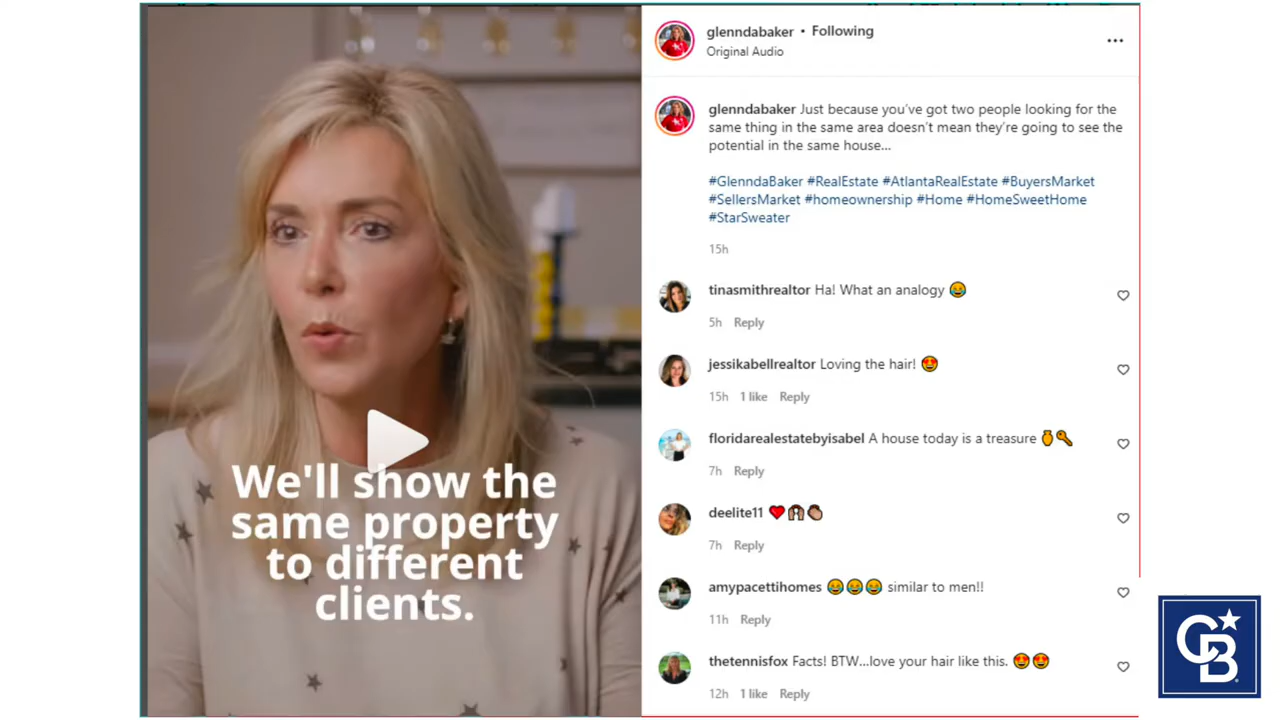 We'll show the
same property
to different
clients.
glenndabaker • Following
Original Audio
glenndabaker Just because you've got two people looking for the
same thing in the same area doesn't mean they're going to see the
potential in the same house...
#GlenndaBaker #RealEstate #AtlantaRealEstate #BuyersMarket
#SellersMarket #homeownership #Home #HomeSweetHome
#StarSweater
15h
tinasmithrealtor Ha! What an analogy 😂
5h Reply
jessikabellrealtor Loving the hair! 😍
15h 1 like Reply
floridarealestatebyisabel A house today is a treasure ⚱️🔑
7h Reply
deelite11
7h Reply
amypacettihomes 😂😂😂 similar to men!!
11h Reply
thetennisfox Facts! BTW...love your hair like this. 😍😍
12h 1 like Reply
CB